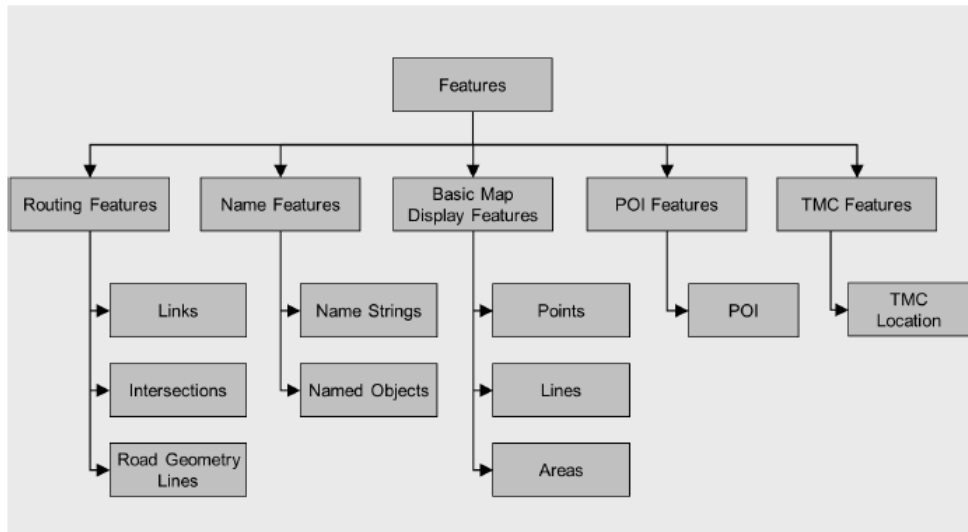 Features
Routing Features
Name Features
Basic Map
Display Features
POI Features
TMC Features
Links
Name Strings
Points
POI
TMC
Location
Intersections
Named Objects
Lines
Road Geometry
Lines
Areas